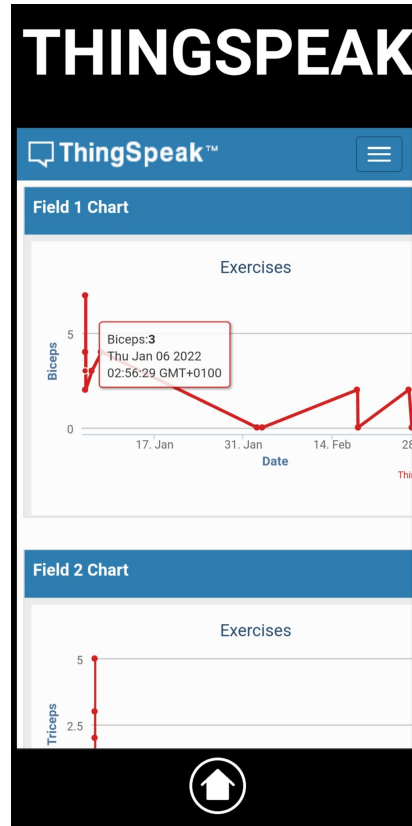 THINGSPEAK
ThingSpeak™
Field 1 Chart
Exercises
5
Biceps
Biceps:3
Thu Jan 06 2022
02:56:29 GMT+0100
0
17. Jan
31. Jan
14. Feb
28
Date
Field 2 Chart
Exercises
5
Triceps
2.5